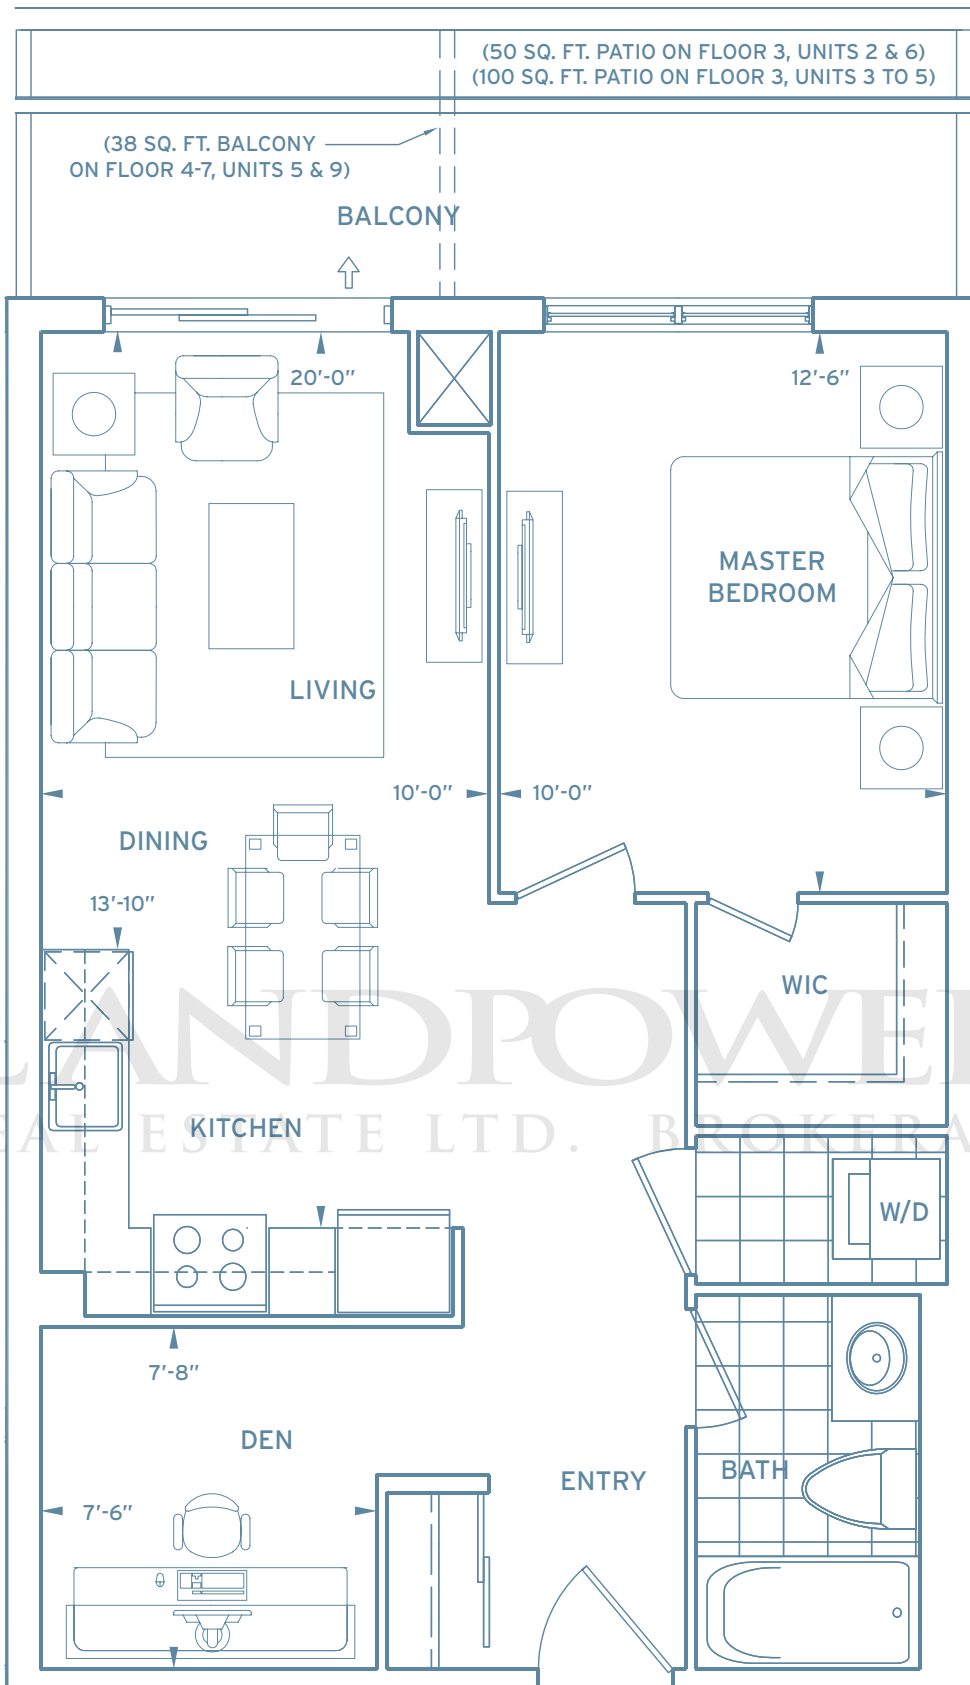 (50 SQ. FT. PATIO ON FLOOR 3, UNITS 2 & 6)
(100 SQ. FT. PATIO ON FLOOR 3, UNITS 3 TO 5)
(38 SQ. FT. BALCONY
ON FLOOR 4-7, UNITS 5 & 9)
BALCONY
20'-0"
12'-6"
MASTER
BEDROOM
LIVING
10'-0"
10'-0"
DINING
13'-10"
WIC
LANDPOWER
EAL ESTATE LTD. BROKERA
KITCHEN
W/D
7'-8"
DEN
ENTRY
BATH
7'-6"